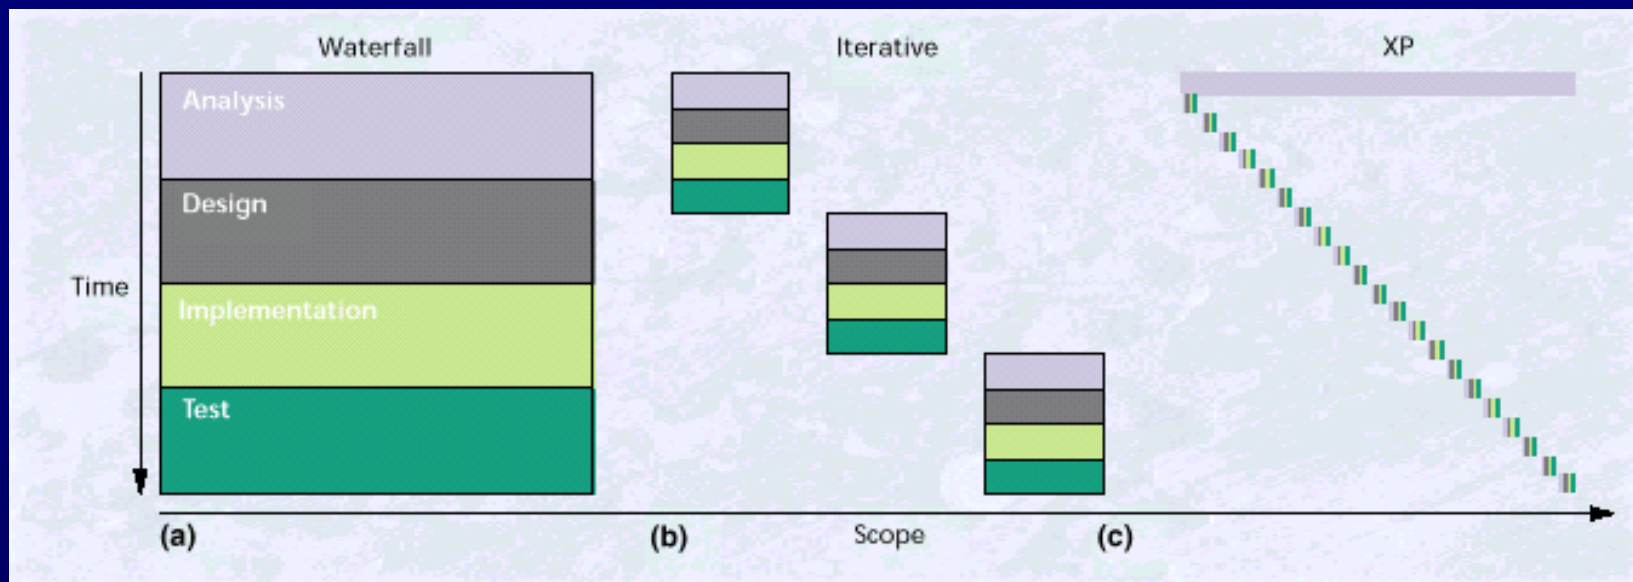 Waterfall
Iterative
XP
Analysis
Design
Time
Implementation
Test
(a)
(b)
Scope
(c)